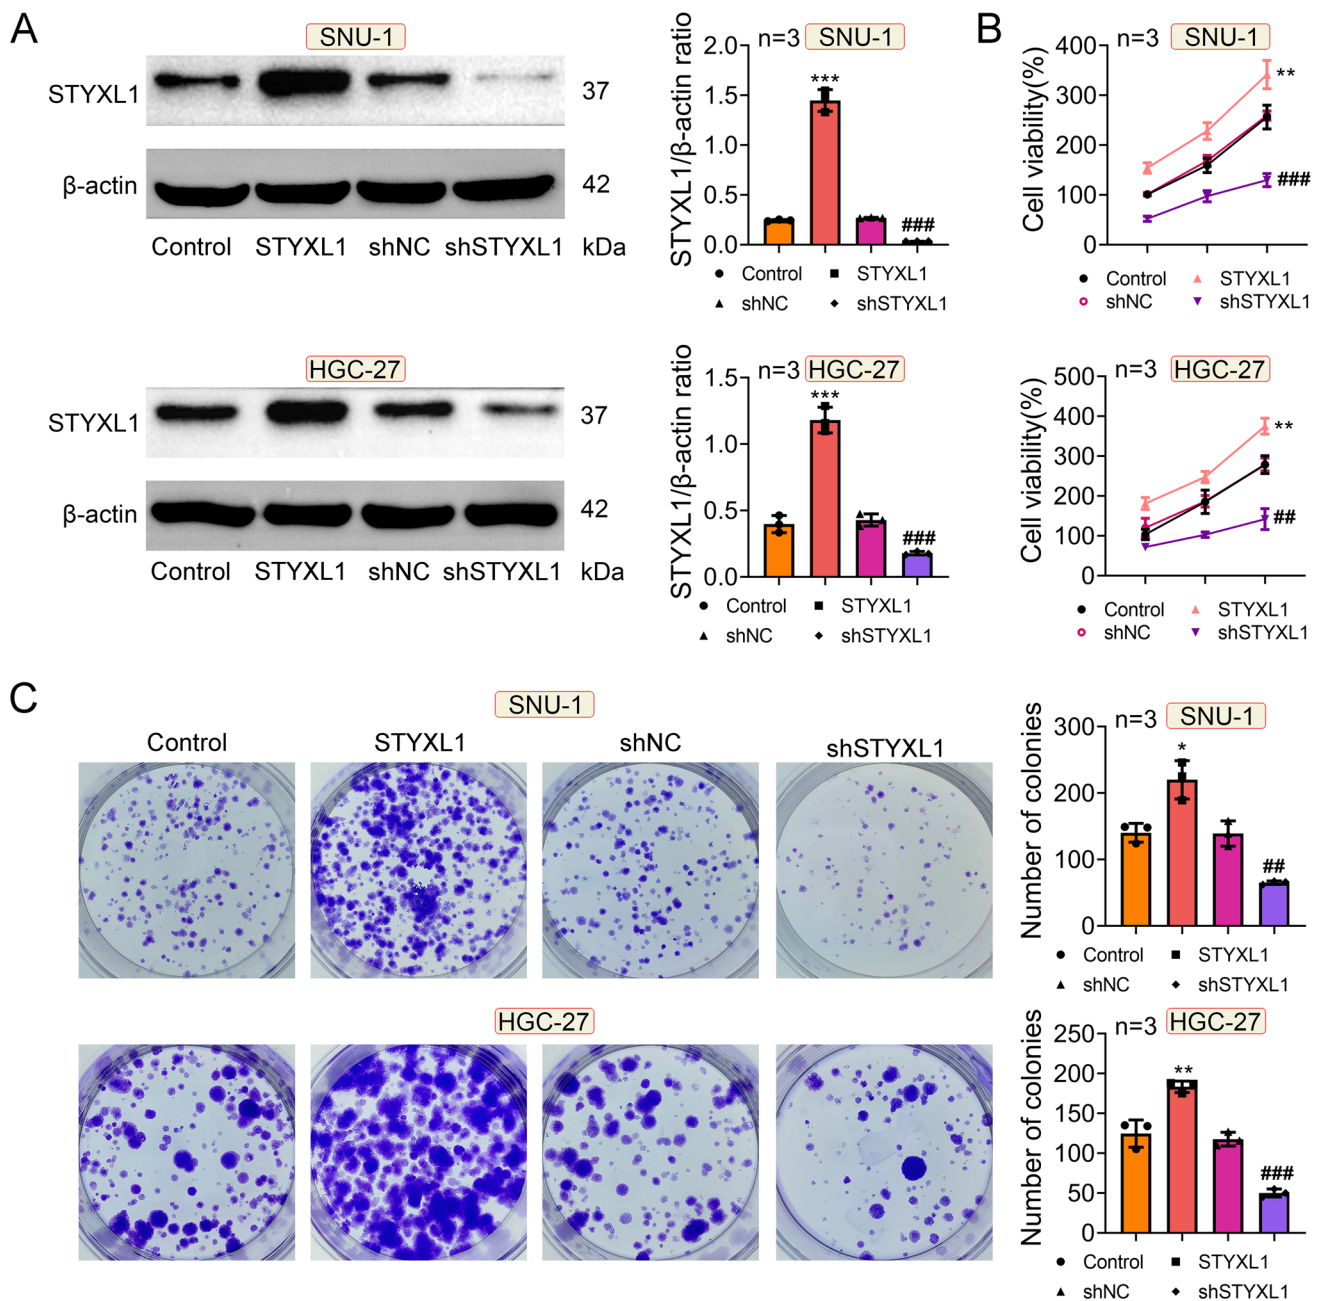 A
SNU-1
STYXL1
37
β-actin
42
Control STYXL1 shNC shSTYXL1 kDa
STYXL1/β-actin ratio
n=3 SNU-1
2.0
1.5
1.0
0.5
0.0
***
###
Control STYXL1
shNC shSTYXL1
B
Cell viability(%)
n=3 SNU-1
400
300
200
100
0
**
###
Control STYXL1
shNC shSTYXL1
HGC-27
STYXL1
37
β-actin
42
Control STYXL1 shNC shSTYXL1 kDa
STYXL1/β-actin ratio
n=3 HGC-27
1.5
1.0
0.5
0.0
***
###
Control STYXL1
shNC shSTYXL1
Cell viability(%)
n=3 HGC-27
500
400
300
200
100
0
**
##
Control STYXL1
shNC shSTYXL1
C
SNU-1
Control STYXL1 shNC shSTYXL1
Number of colonies
n=3 SNU-1
300
200
100
0
*
##
Control STYXL1
shNC shSTYXL1
HGC-27
Number of colonies
n=3 HGC-27
250
200
150
100
50
0
**
###
Control STYXL1
shNC shSTYXL1